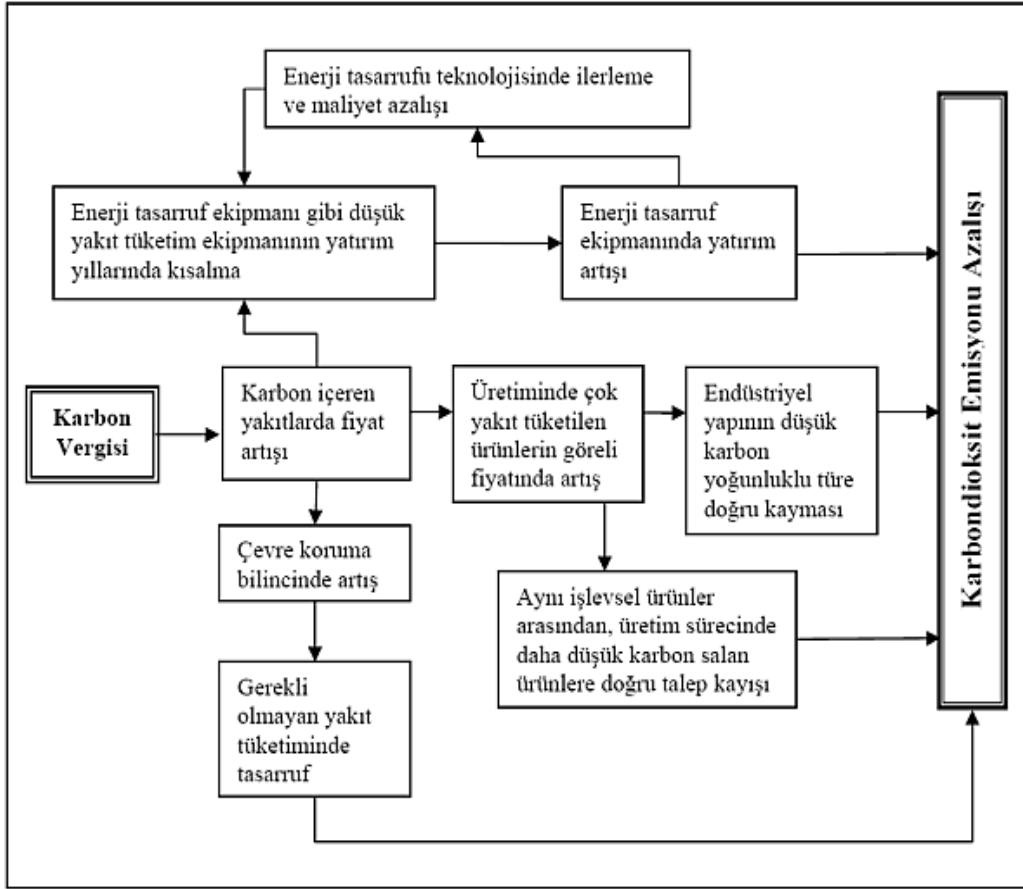 Enerji tasarrufu teknolojisinde ilerleme
ve maliyet azalışı
Enerji tasarruf ekipmanı gibi düşük
yakıt tüketim ekipmanının yatırım
yıllarında kısalma
Enerji tasarruf
ekipmanında yatırım
artışı
Karbon
Vergisi
Karbon içeren
yakıtlarda fiyat
artışı
Üretiminde çok
yakıt tüketilen
ürünlerin göreli
fiyatında artış
Endüstriyel
yapının düşük
karbon
yoğunluklu türe
doğru kayması
Çevre koruma
bilincinde artış
Aynı işlevsel ürünler
arasından, üretim sürecinde
daha düşük karbon salan
ürünlere doğru talep kayışı
Gerekli
olmayan yakıt
tüketiminde
tasarruf
Karbondioksit Emisyonu Azalışı